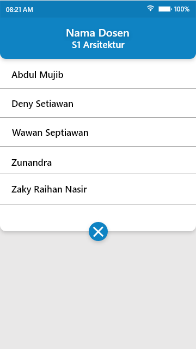 08:21 AM 100%
Nama Dosen
S1 Arsitektur
Abdul Mujib
Deny Setiawan
Wawan Septiawan
Zunandra
Zaky Raihan Nasir